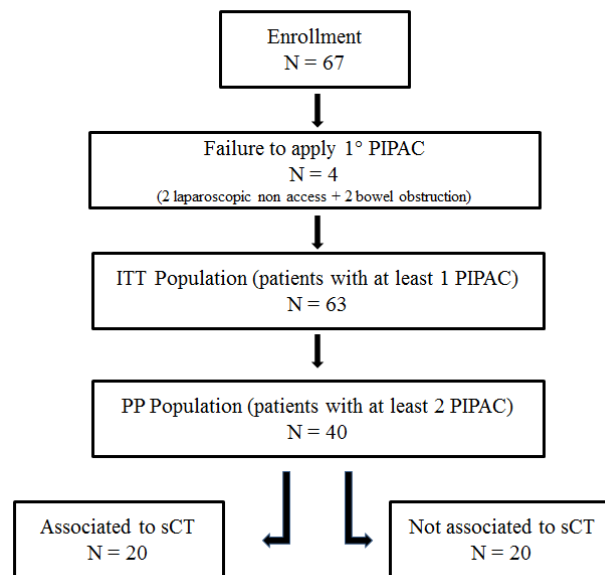 Enrollment
N = 67
Failure to apply 1° PIPAC
N = 4
(2 laparoscopic non access + 2 bowel obstruction)
ITT Population (patients with at least 1 PIPAC)
N = 63
PP Population (patients with at least 2 PIPAC)
N = 40
Associated to sCT
N = 20
Not associated to sCT
N = 20